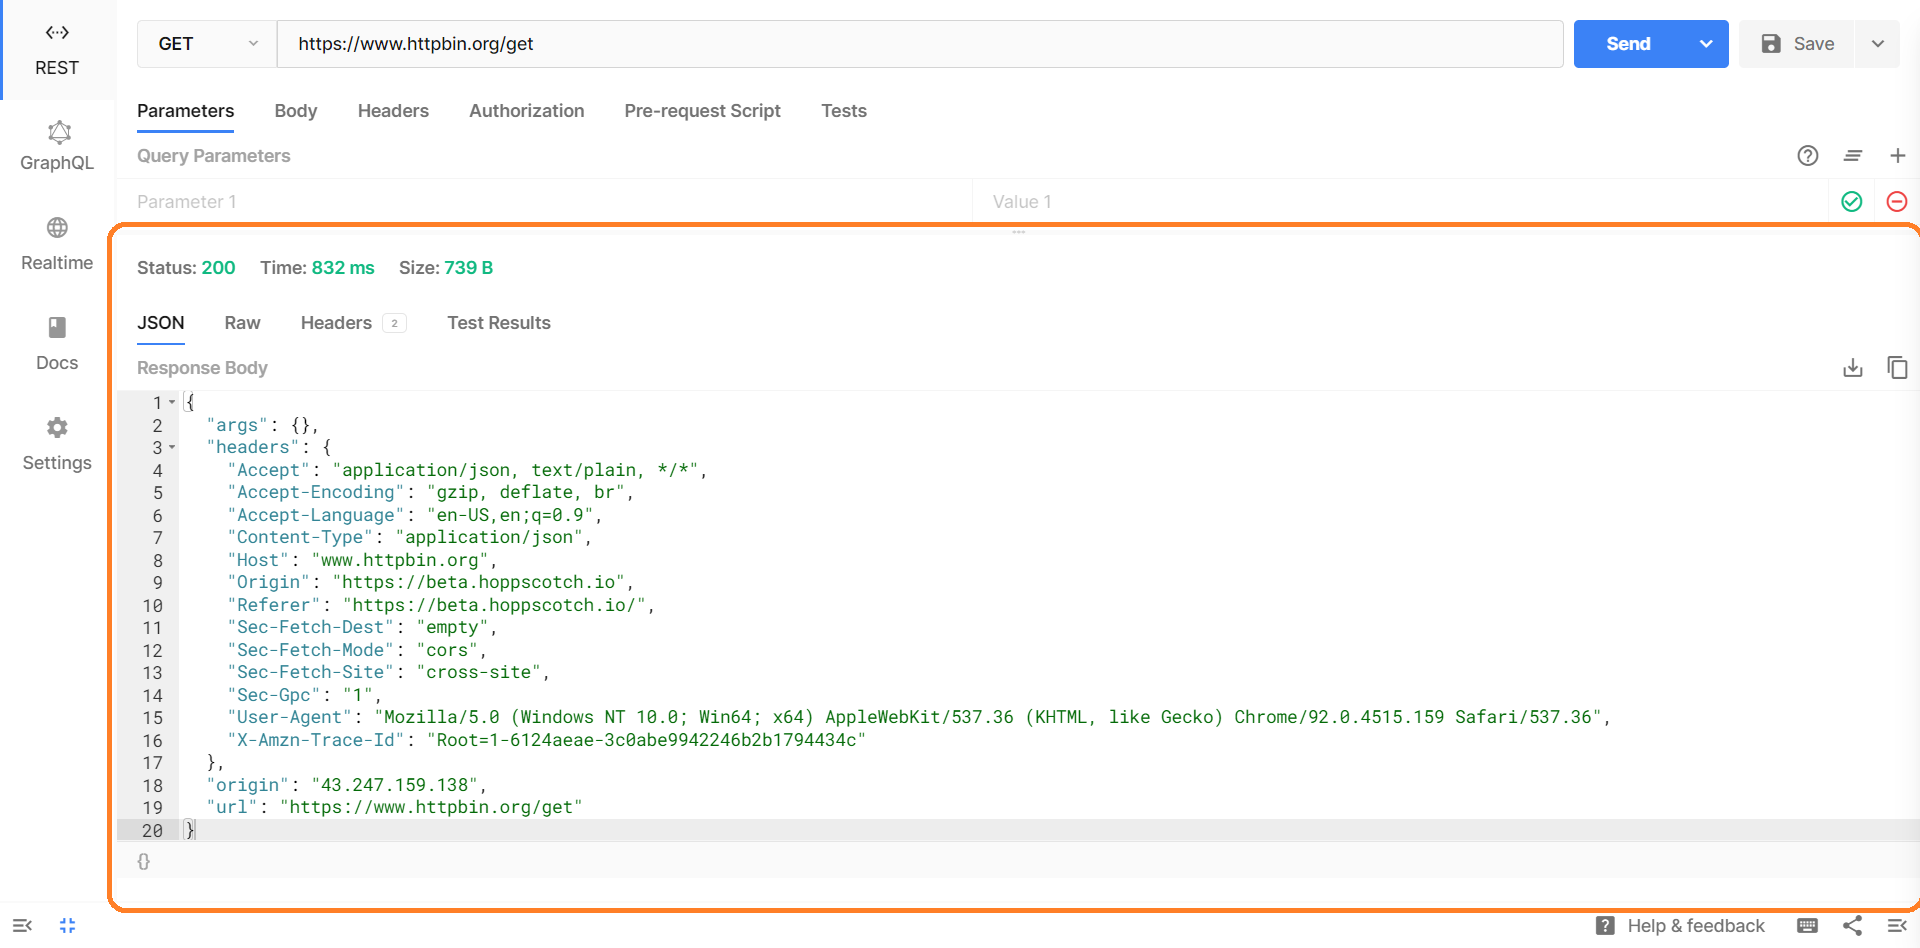 REST
GraphQL
Realtime
Docs
Settings
GET https://www.httpbin.org/get Send Save
Parameters Body Headers Authorization Pre-request Script Tests
Query Parameters
Parameter 1 Value 1
Status: 200 Time: 832 ms Size: 739 B
JSON Raw Headers 2 Test Results
Response Body
1 {
2 "args": {},
3 "headers": {
4 "Accept": "application/json, text/plain, */*",
5 "Accept-Encoding": "gzip, deflate, br",
6 "Accept-Language": "en-US,en;q=0.9",
7 "Content-Type": "application/json",
8 "Host": "www.httpbin.org",
9 "Origin": "https://beta.hoppscotch.io",
10 "Referer": "https://beta.hoppscotch.io/",
11 "Sec-Fetch-Dest": "empty",
12 "Sec-Fetch-Mode": "cors",
13 "Sec-Fetch-Site": "cross-site",
14 "Sec-Gpc": "1",
15 "User-Agent": "Mozilla/5.0 (Windows NT 10.0; Win64; x64) AppleWebKit/537.36 (KHTML, like Gecko) Chrome/92.0.4515.159 Safari/537.36",
16 "X-Amzn-Trace-Id": "Root=1-6124aeae-3c0abe9942246b2b1794434c"
17 },
18 "origin": "43.247.159.138",
19 "url": "https://www.httpbin.org/get"
20 }
{}
Help & feedback